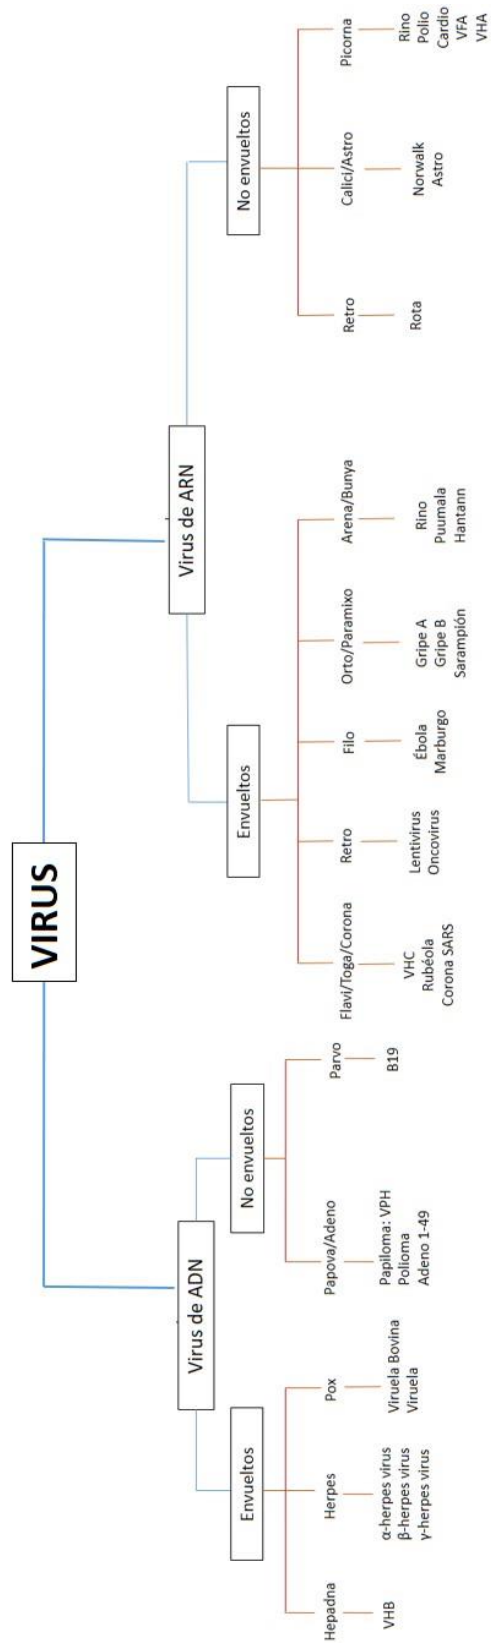 VIRUS
Virus de ADN
Virus de ARN
Envueltos
No envueltos
Envueltos
No envueltos
Hepadna
Herpes
Pox
Papova/Adeno
Parvo
Flavi/Toga/Corona
Retro
Filo
Orto/Paramixo
Arena/Bunya
Retro
Calici/Astro
Picorna
VHB
α-herpes virus
β-herpes virus
γ-herpes virus
Viruela Bovina
Viruela
Papiloma: VPH
Polioma
Adeno 1-49
B19
VHC
Rubéola
Corona SARS
Lentivirus
Oncovirus
Ébola
Marburgo
Gripe A
Gripe B
Sarampión
Rino
Puumala
Hantann
Rota
Norwalk
Astro
Rino
Polio
Cardio
VFA
VHA